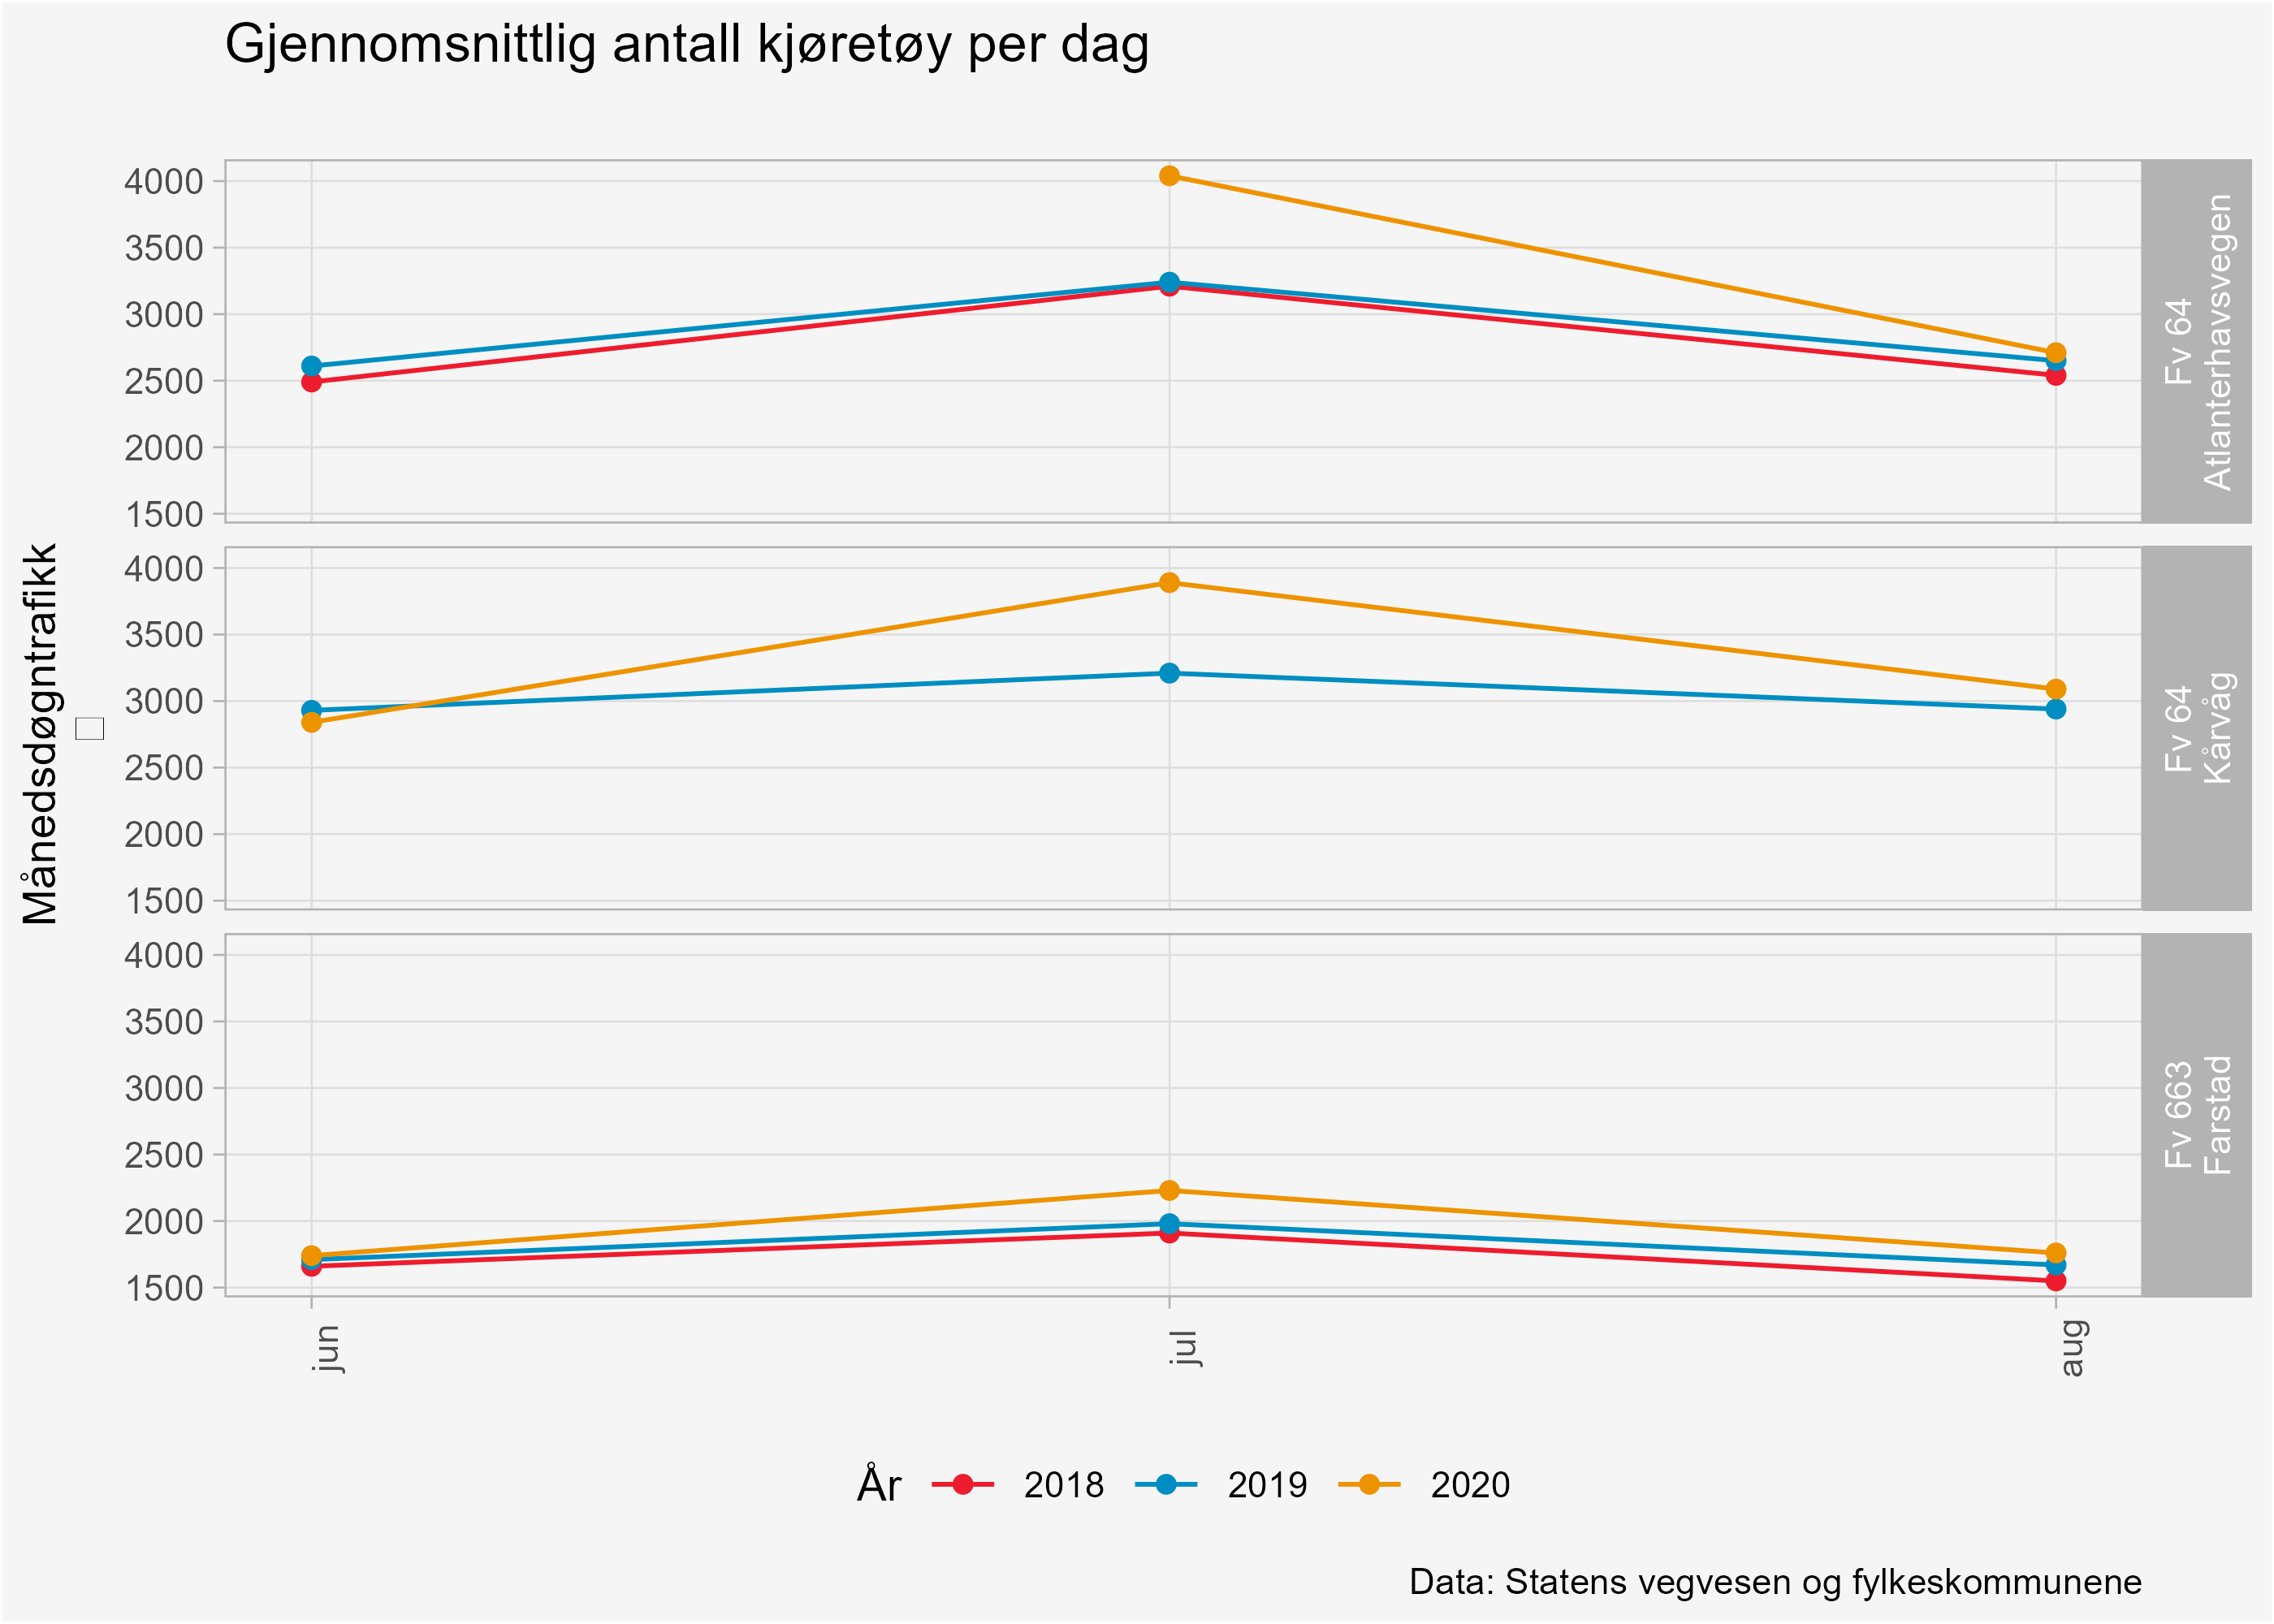 Gjennomsnittlig antall kjøretøy per dag
Månedsdøgntrafikk
4000
3500
3000
2500
2000
1500
Fv 64
Atlanterhavsvegen
4000
3500
3000
2500
2000
1500
Fv 64
Kårvåg
4000
3500
3000
2500
2000
1500
Fv 663
Farstad
jun
jul
aug
År 2018 2019 2020
Data: Statens vegvesen og fylkeskommunene